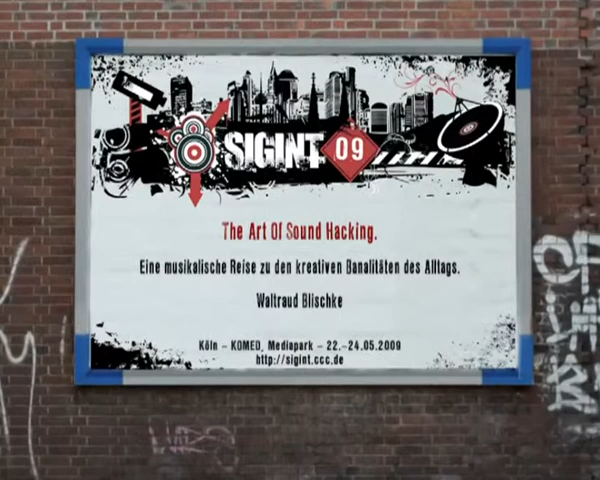 SIGINT 09
The Art Of Sound Hacking.
Eine musikalische Reise zu den kreativen Banalitäten des Alltags.
Waltraud Blischke
Köln – KOMED, Mediapark – 22.–24.05.2009
http://sigint.ccc.de